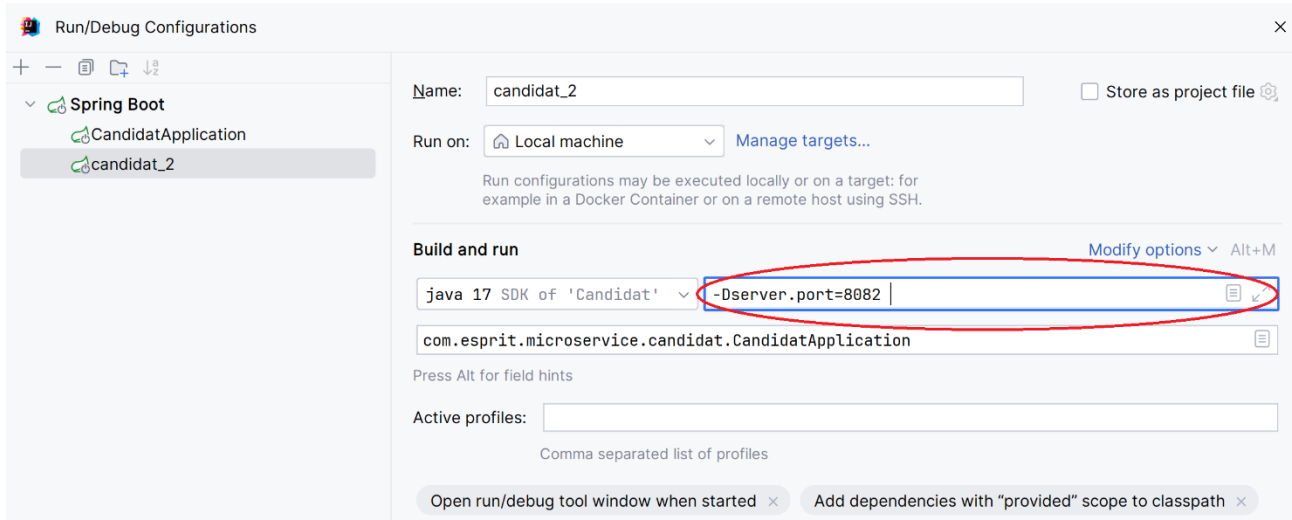 Run/Debug Configurations
Spring Boot
CandidatApplication
candidat_2
Name: candidat_2
Store as project file
Run on: Local machine Manage targets...
Run configurations may be executed locally or on a target: for
example in a Docker Container or on a remote host using SSH.
Build and run Modify options Alt+M
java 17 SDK of 'Candidat' -Dserver.port=8082
com.esprit.microservice.candidat.CandidatApplication
Press Alt for field hints
Active profiles:
Comma separated list of profiles
Open run/debug tool window when started × Add dependencies with “provided” scope to classpath ×